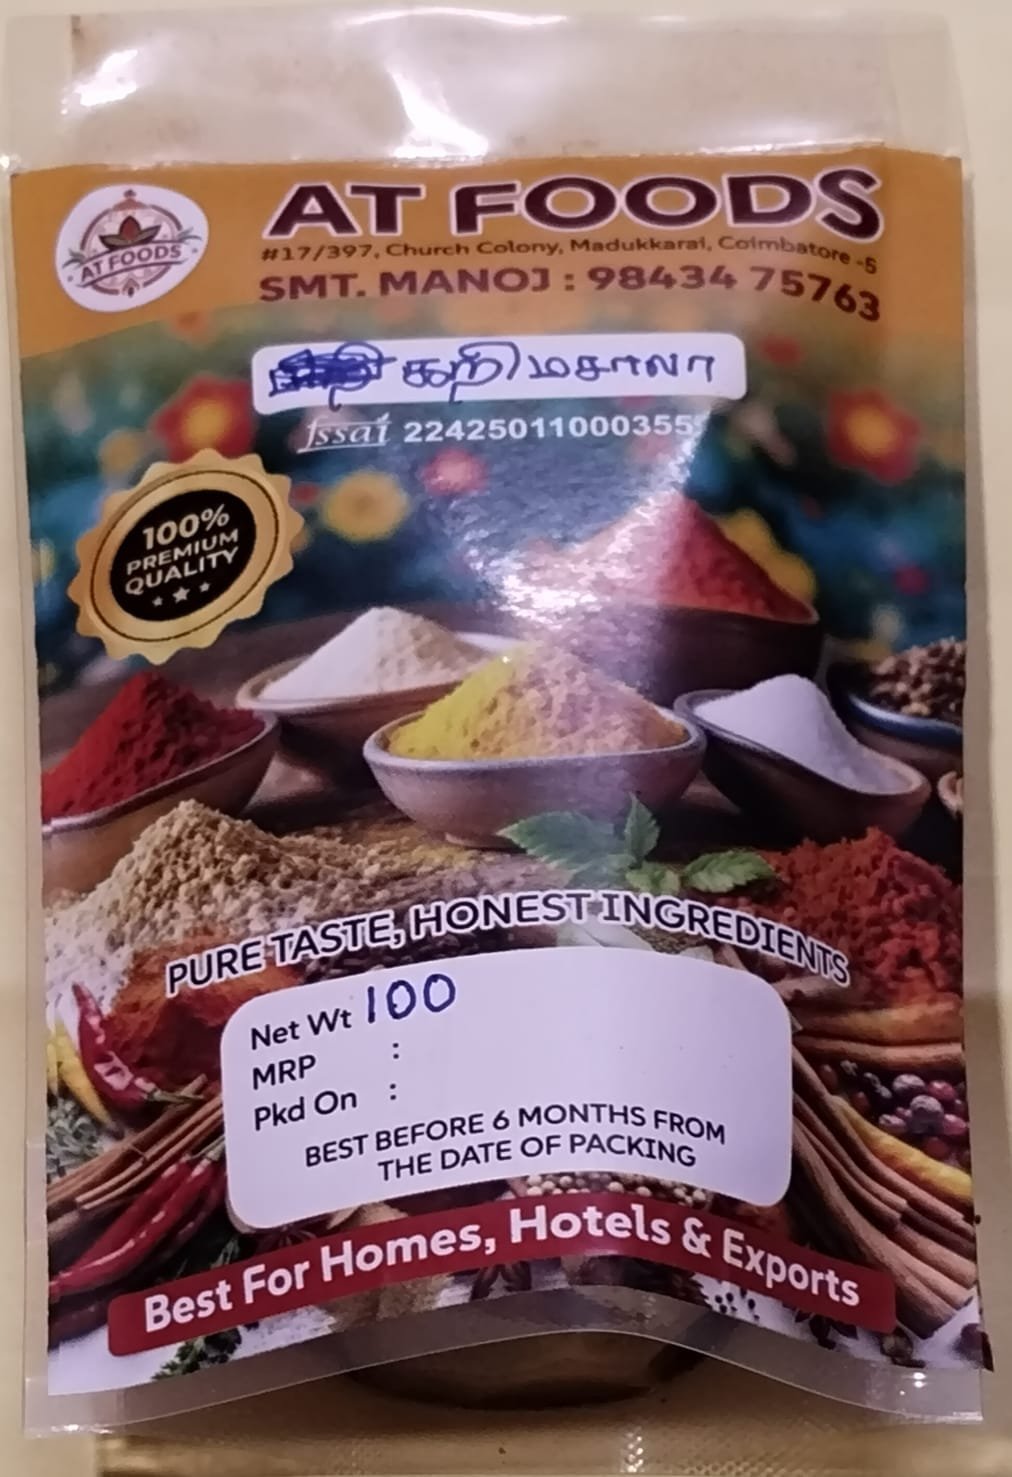 AT FOODS
AT FOODS
#17/397, Church Colony, Madukkarai, Coimbatore -5
SMT. MANOJ : 98434 75763
கறி மசாலா
fssai 22425011000355
100%
PREMIUM
QUALITY
PURE TASTE, HONEST INGREDIENTS
Net Wt 100
MRP :
Pkd On :
BEST BEFORE 6 MONTHS FROM
THE DATE OF PACKING
Best For Homes, Hotels & Exports